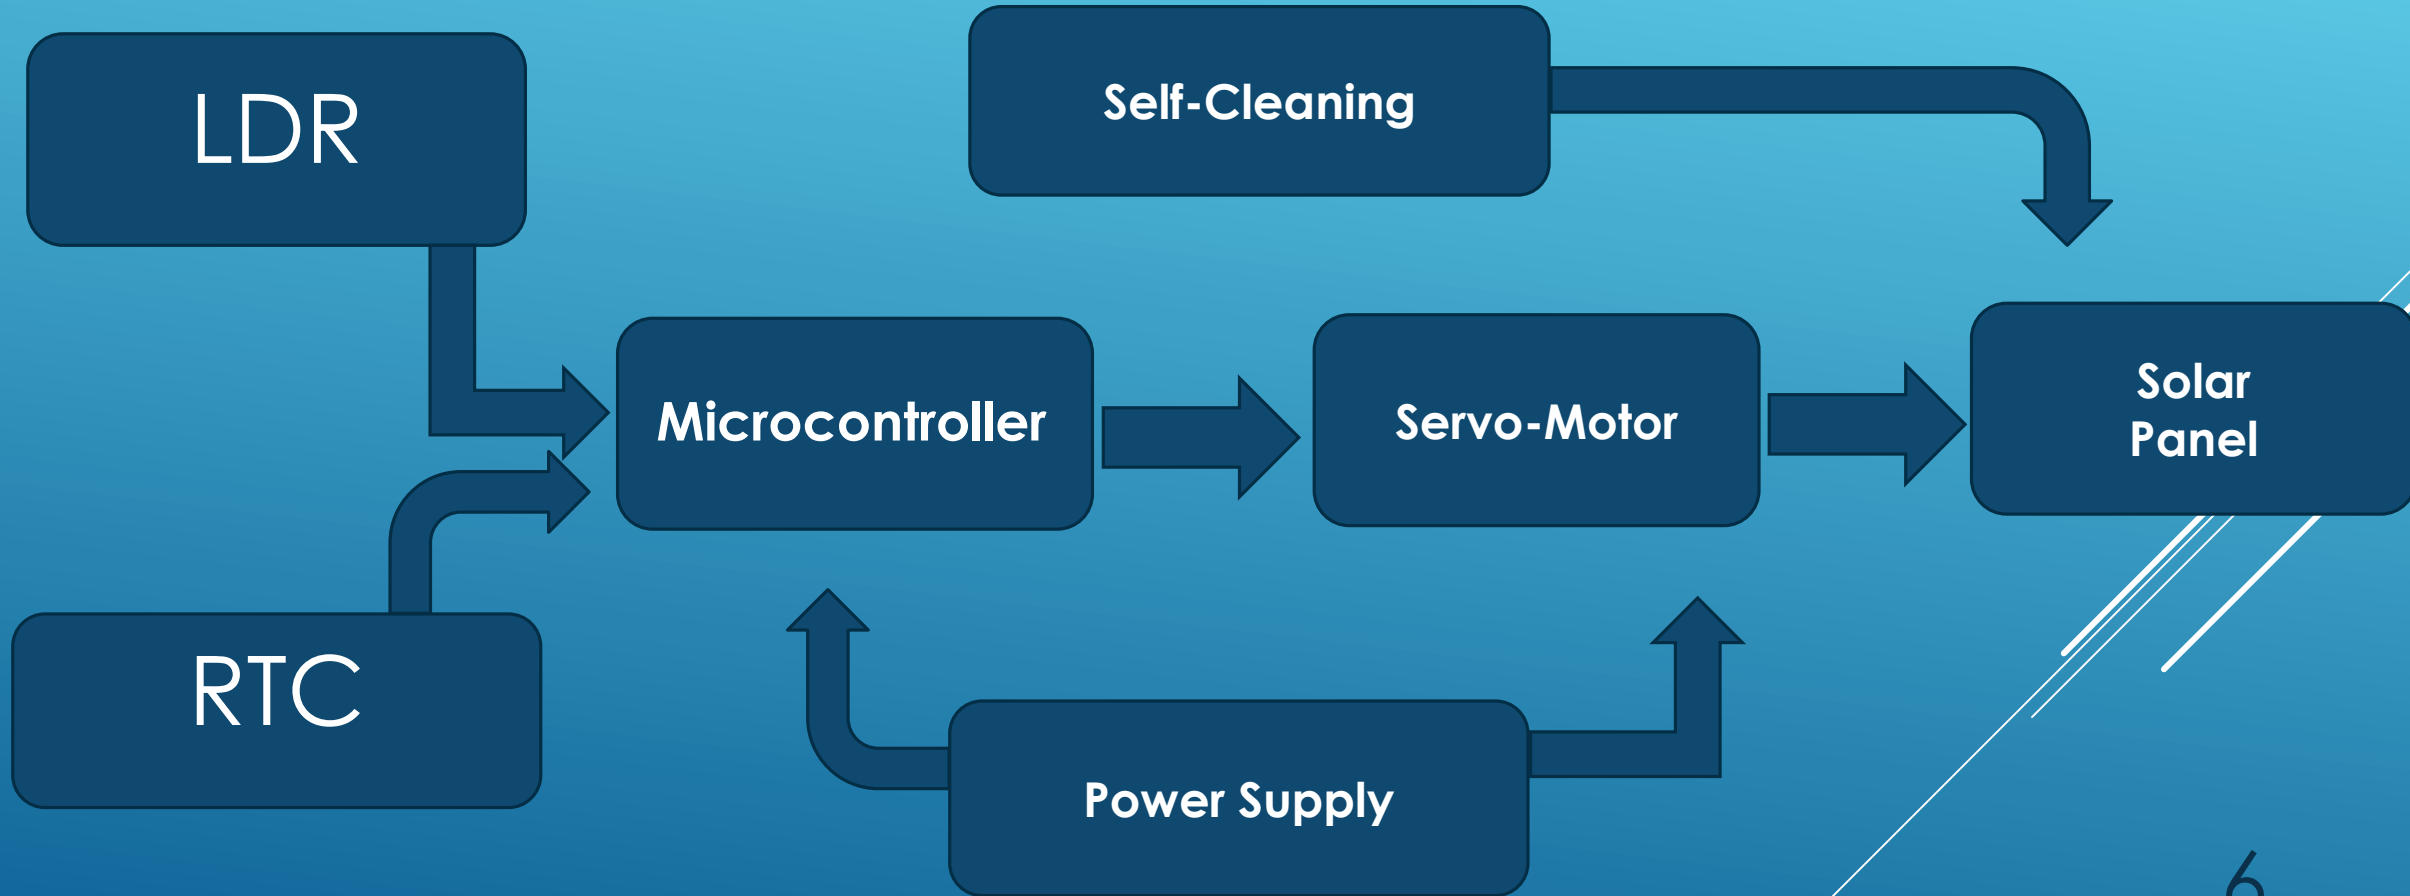 LDR
Self-Cleaning
Microcontroller
Servo-Motor
Solar
Panel
RTC
Power Supply
6